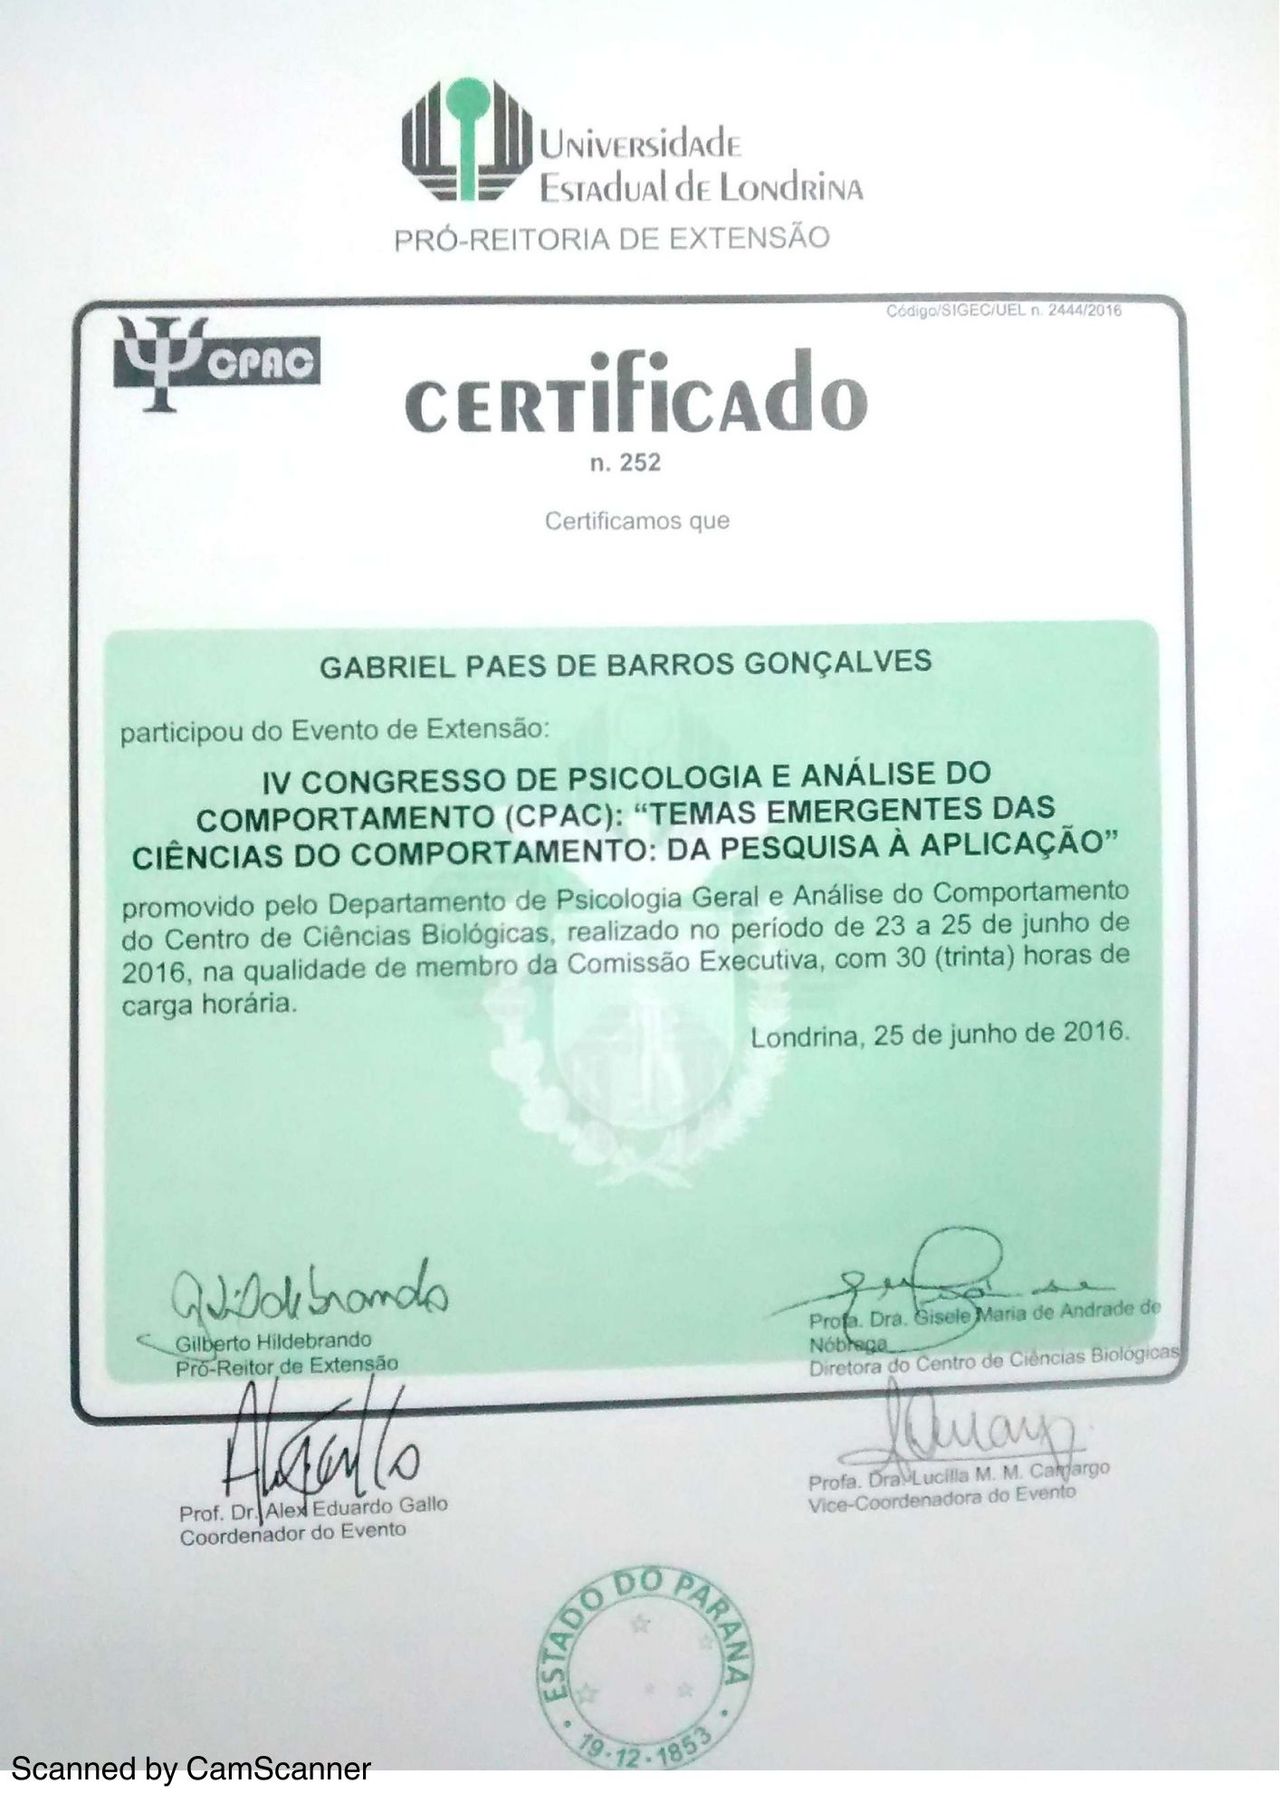 Universidade
Estadual de Londrina
PRÓ-REITORIA DE EXTENSÃO
Código/SIGEC/UEL n. 2444/2016
CPAC
CERTIFICADO
n. 252
Certificamos que
GABRIEL PAES DE BARROS GONÇALVES
participou do Evento de Extensão:
IV CONGRESSO DE PSICOLOGIA E ANÁLISE DO
COMPORTAMENTO (CPAC): “TEMAS EMERGENTES DAS
CIÊNCIAS DO COMPORTAMENTO: DA PESQUISA À APLICAÇÃO”
promovido pelo Departamento de Psicologia Geral e Análise do Comportamento
do Centro de Ciências Biológicas, realizado no período de 23 a 25 de junho de
2016, na qualidade de membro da Comissão Executiva, com 30 (trinta) horas de
carga horária.
Londrina, 25 de junho de 2016.
Gilberto Hildebrando
Pró-Reitor de Extensão
Profa. Dra. Gisele Maria de Andrade de
Nóbrega
Diretora do Centro de Ciências Biológicas
Prof. Dr. Alex Eduardo Gallo
Coordenador do Evento
Profa. Dra. Lucilla M. M. Camargo
Vice-Coordenadora do Evento
ESTADO DO PARANÁ
19-12-1853
Scanned by CamScanner